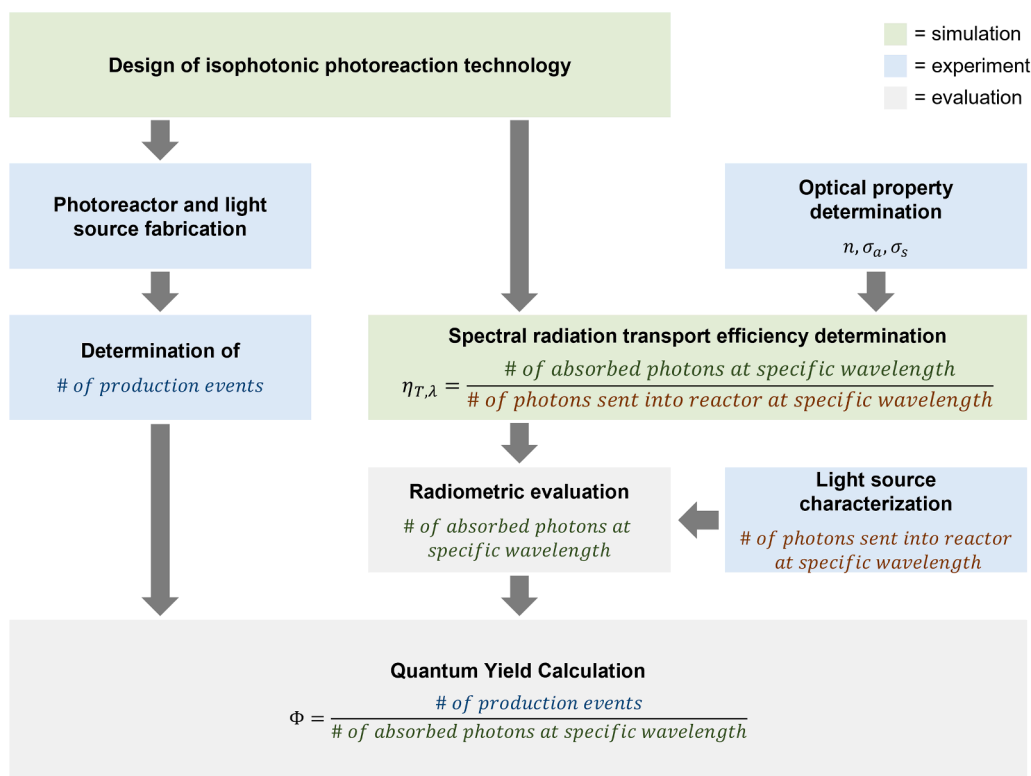 Design of isophotonic photoreaction technology
= simulation
= experiment
= evaluation
Photoreactor and light
source fabrication
Optical property
determination
n, σₐ, σₛ
Determination of
# of production events
Spectral radiation transport efficiency determination
η_T,λ = # of absorbed photons at specific wavelength
# of photons sent into reactor at specific wavelength
Radiometric evaluation
# of absorbed photons at
specific wavelength
Light source
characterization
# of photons sent into reactor
at specific wavelength
Quantum Yield Calculation
Φ = # of production events
# of absorbed photons at specific wavelength